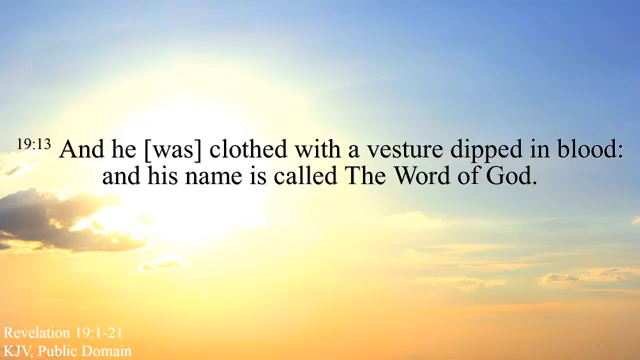 19:13 And he [was] clothed with a vesture dipped in blood:
and his name is called The Word of God.
Revelation 19:1-21
KJV, Public Domain